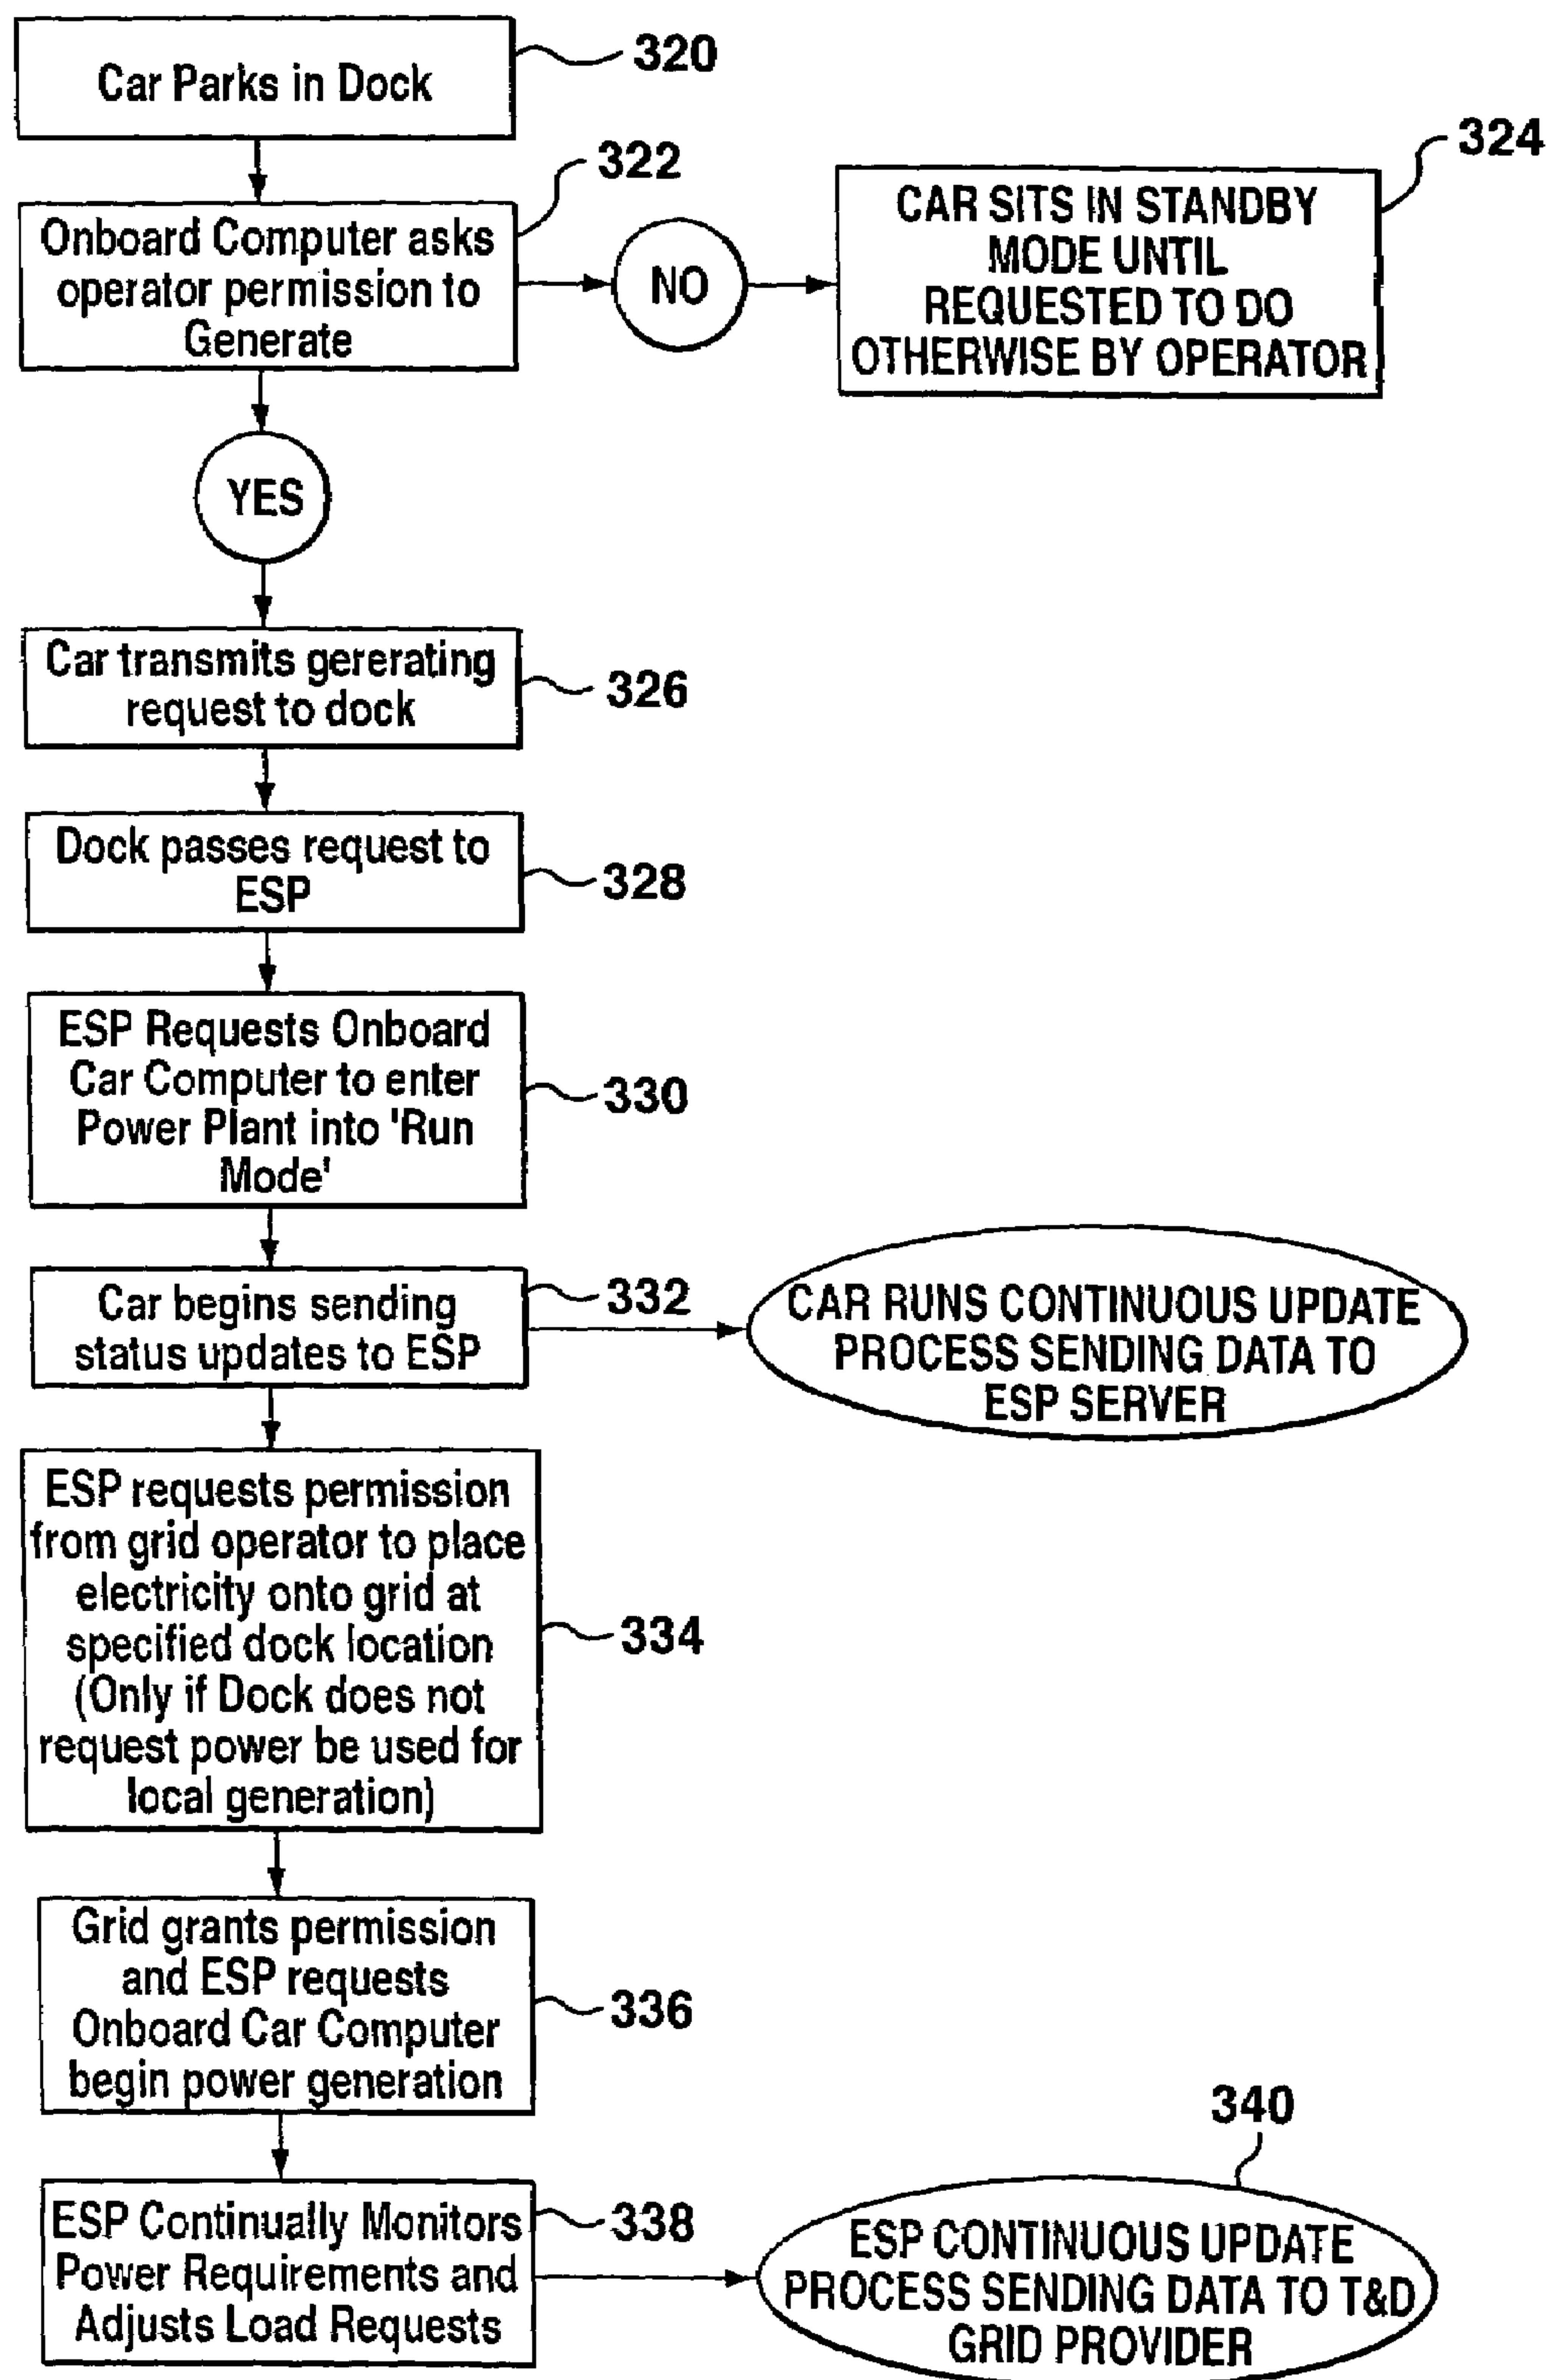 Car Parks in Dock
320
Onboard Computer asks
operator permission to
Generate
322
NO
CAR SITS IN STANDBY
MODE UNTIL
REQUESTED TO DO
OTHERWISE BY OPERATOR
324
YES
Car transmits gererating
request to dock
326
Dock passes request to
ESP
328
ESP Requests Onboard
Car Computer to enter
Power Plant into 'Run
Mode'
330
Car begins sending
status updates to ESP
332
CAR RUNS CONTINUOUS UPDATE
PROCESS SENDING DATA TO
ESP SERVER
ESP requests permission
from grid operator to place
electricity onto grid at
specified dock location
(Only if Dock does not
request power be used for
local generation)
334
Grid grants permission
and ESP requests
Onboard Car Computer
begin power generation
336
ESP Continually Monitors
Power Requirements and
Adjusts Load Requests
338
340
ESP CONTINUOUS UPDATE
PROCESS SENDING DATA TO T&D
GRID PROVIDER